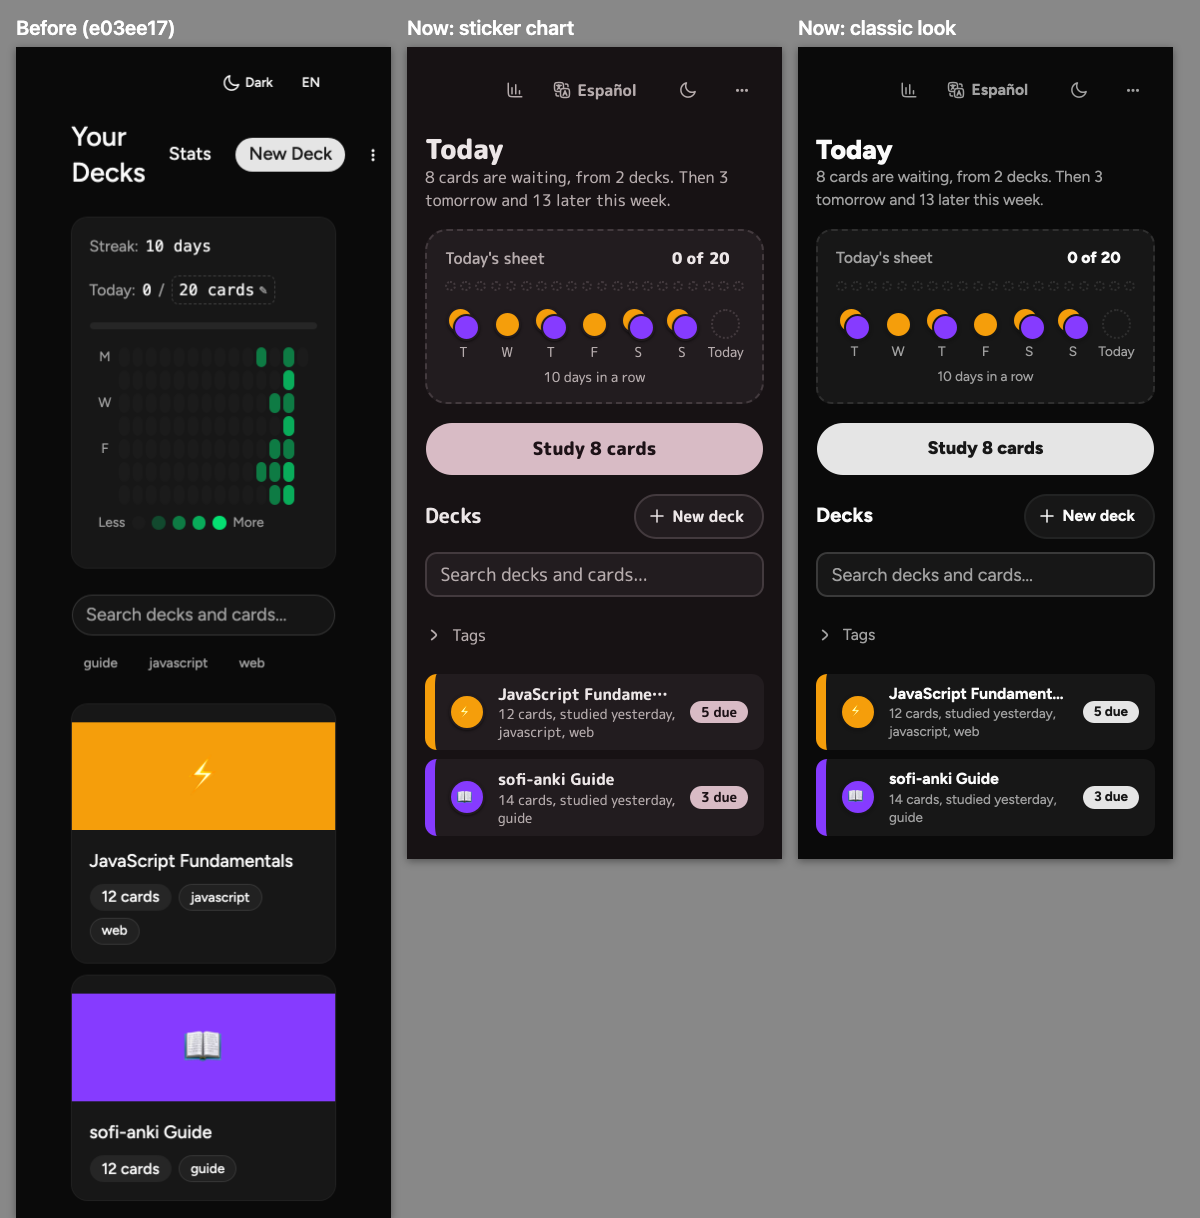 Before (e03ee17)
Dark EN
Your
Decks
Stats
New Deck
Streak: 10 days
Today: 0 / 20 cards ✎
M
W
F
Less More
Search decks and cards...
guide javascript web
JavaScript Fundamentals
12 cards javascript
web
sofi-anki Guide
12 cards guide
Now: sticker chart
Español
Today
8 cards are waiting, from 2 decks. Then 3
tomorrow and 13 later this week.
Today's sheet 0 of 20
T W T F S S Today
10 days in a row
Study 8 cards
Decks + New deck
Search decks and cards...
Tags
JavaScript Fundame···
12 cards, studied yesterday,
javascript, web
5 due
sofi-anki Guide
14 cards, studied yesterday,
guide
3 due
Now: classic look
Español
Today
8 cards are waiting, from 2 decks. Then 3
tomorrow and 13 later this week.
Today's sheet 0 of 20
T W T F S S Today
10 days in a row
Study 8 cards
Decks + New deck
Search decks and cards...
Tags
JavaScript Fundament...
12 cards, studied yesterday,
javascript, web
5 due
sofi-anki Guide
14 cards, studied yesterday,
guide
3 due